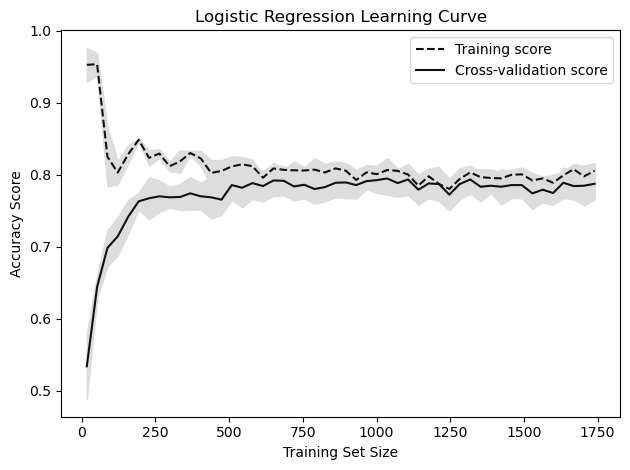 Logistic Regression Learning Curve
Training score
Cross-validation score
1.0
0.9
0.8
0.7
0.6
0.5
Accuracy Score
0
250
500
750
1000
1250
1500
1750
Training Set Size